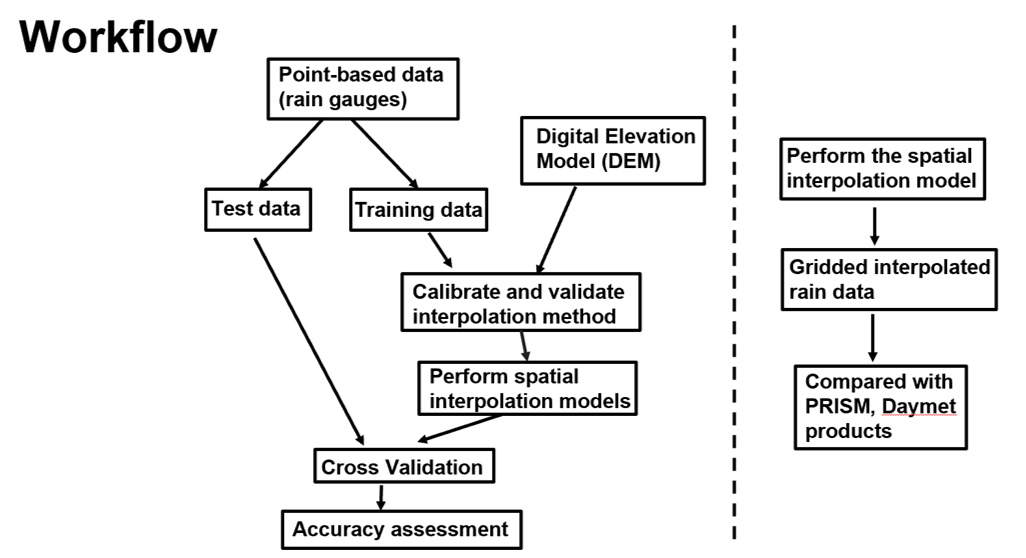 Workflow
Point-based data
(rain gauges)
Digital Elevation
Model (DEM)
Test data
Training data
Calibrate and validate
interpolation method
Perform spatial
interpolation models
Cross Validation
Accuracy assessment
Perform the spatial
interpolation model
Gridded interpolated
rain data
Compared with
PRISM, Daymet
products